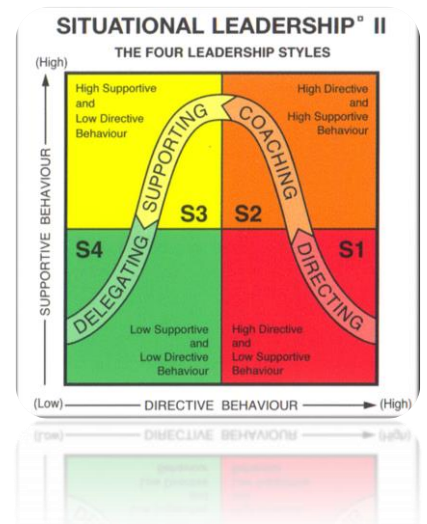 SITUATIONAL LEADERSHIP® II
THE FOUR LEADERSHIP STYLES
(High)
High Supportive
and
Low Directive
Behaviour
High Directive
and
High Supportive
Behaviour
SUPPORTING
COACHING
S3
S2
S4
S1
DELEGATING
DIRECTING
Low Supportive
and
Low Directive
Behaviour
High Directive
and
Low Supportive
Behaviour
SUPPORTIVE BEHAVIOUR
(Low)
DIRECTIVE BEHAVIOUR
(High)